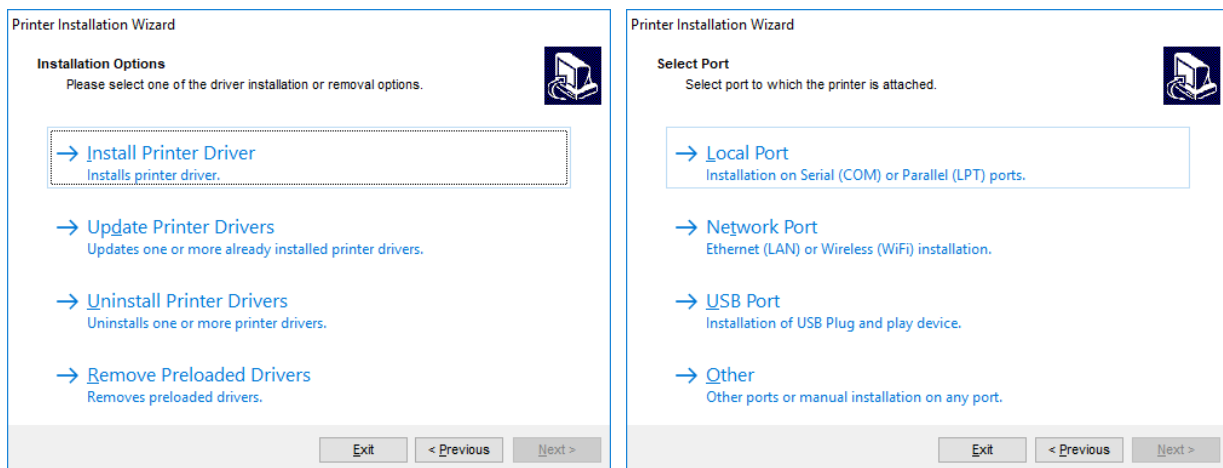 Printer Installation Wizard
Installation Options
Please select one of the driver installation or removal options.
Install Printer Driver
Installs printer driver.
Update Printer Drivers
Updates one or more already installed printer drivers.
Uninstall Printer Drivers
Uninstalls one or more printer drivers.
Remove Preloaded Drivers
Removes preloaded drivers.
Exit
< Previous
Next >
Printer Installation Wizard
Select Port
Select port to which the printer is attached.
Local Port
Installation on Serial (COM) or Parallel (LPT) ports.
Network Port
Ethernet (LAN) or Wireless (WiFi) installation.
USB Port
Installation of USB Plug and play device.
Other
Other ports or manual installation on any port.
Exit
< Previous
Next >